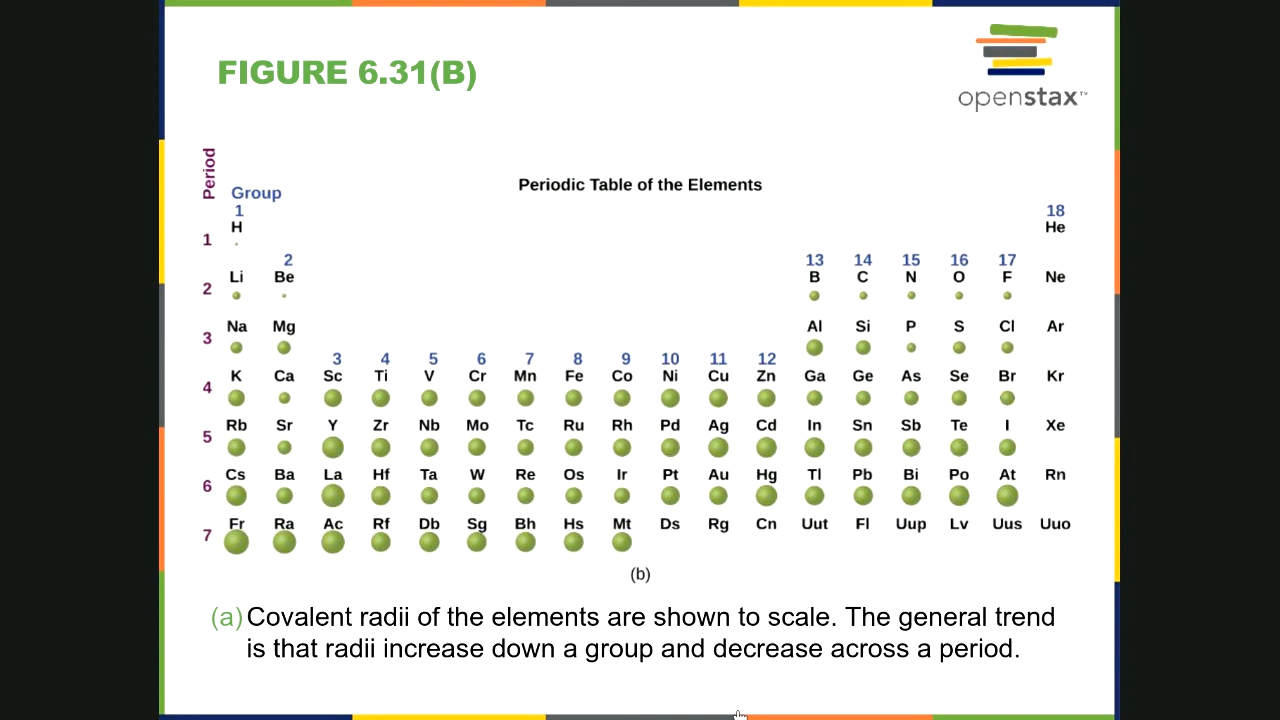 FIGURE 6.31(B)
openstax™
Period
Periodic Table of the Elements
Group
1 18
H He
1
2 13 14 15 16 17
Li Be B C N O F Ne
2
Na Mg Al Si P S Cl Ar
3
3 4 5 6 7 8 9 10 11 12
K Ca Sc Ti V Cr Mn Fe Co Ni Cu Zn Ga Ge As Se Br Kr
4
Rb Sr Y Zr Nb Mo Tc Ru Rh Pd Ag Cd In Sn Sb Te I Xe
5
Cs Ba La Hf Ta W Re Os Ir Pt Au Hg Tl Pb Bi Po At Rn
6
Fr Ra Ac Rf Db Sg Bh Hs Mt Ds Rg Cn Uut Fl Uup Lv Uus Uuo
7
(b)
(a) Covalent radii of the elements are shown to scale. The general trend
is that radii increase down a group and decrease across a period.